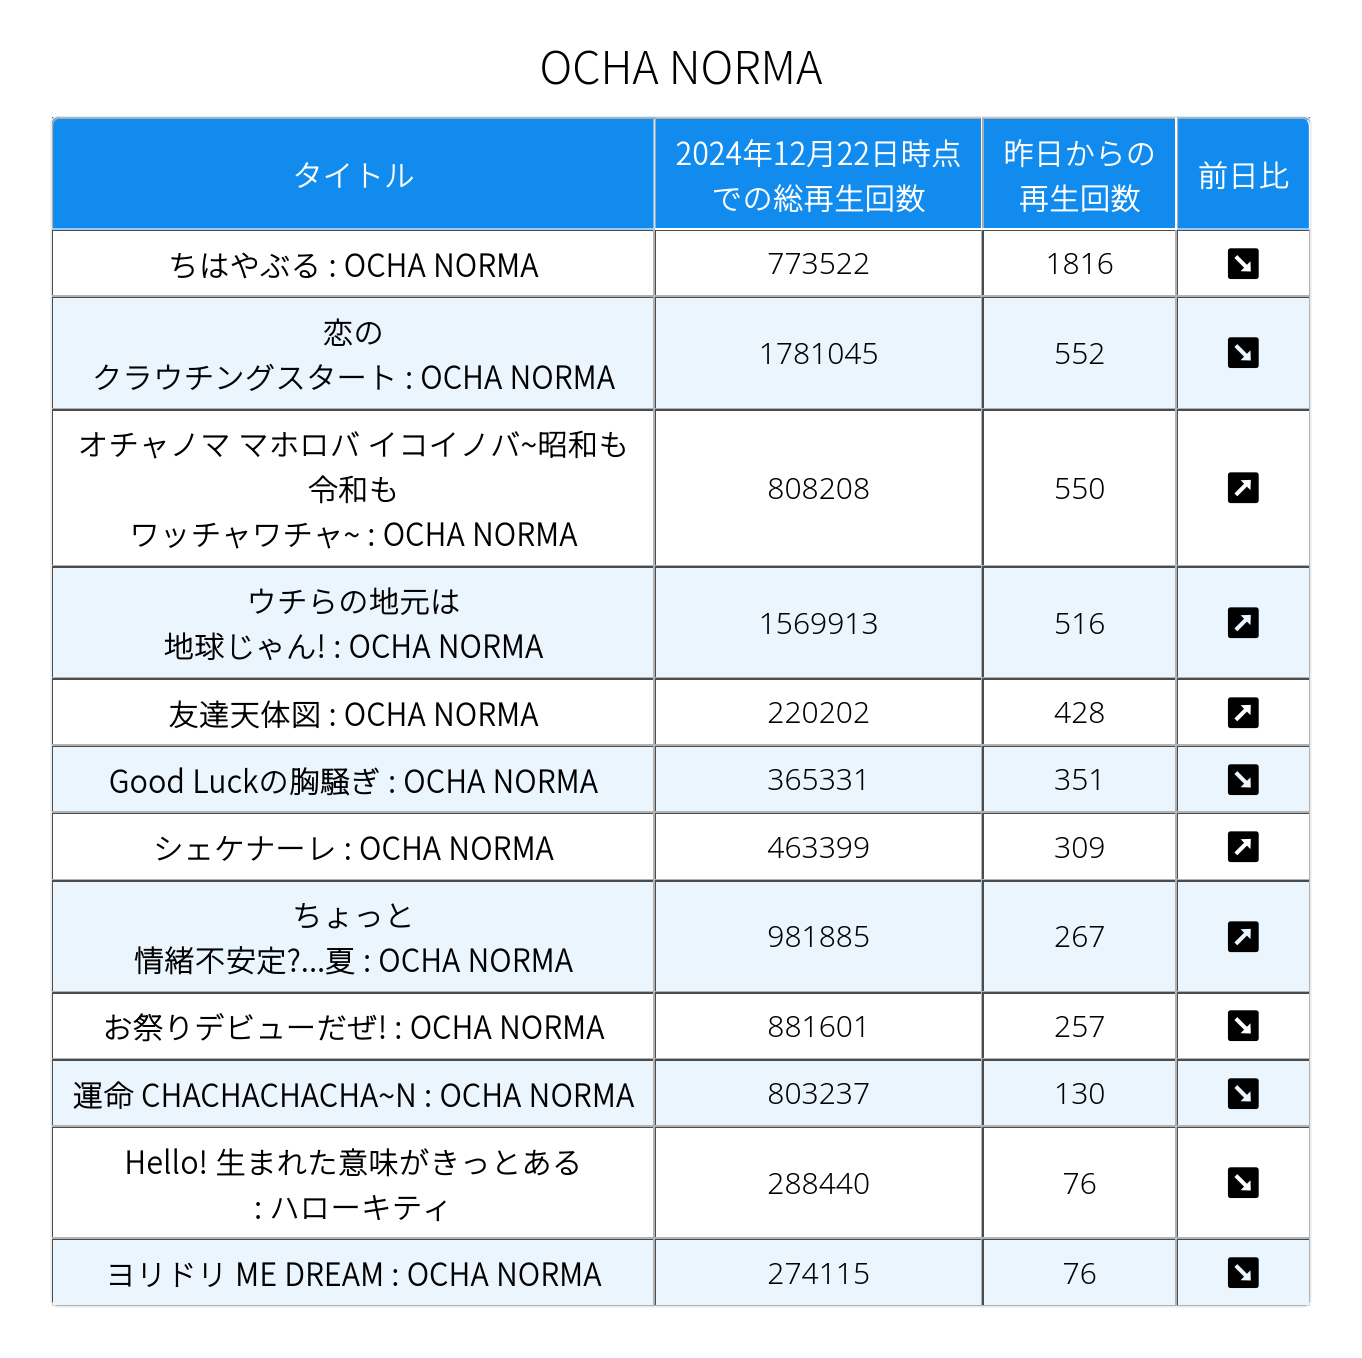 OCHA NORMA
タイトル
2024年12月22日時点
での総再生回数
昨日からの
再生回数
前日比
ちはやぶる : OCHA NORMA
773522
1816
恋の
クラウチングスタート : OCHA NORMA
1781045
552
オチャノマ マホロバ イコイノバ~昭和も
令和も
ワッチャワチャ~ : OCHA NORMA
808208
550
ウチらの地元は
地球じゃん! : OCHA NORMA
1569913
516
友達天体図 : OCHA NORMA
220202
428
Good Luckの胸騒ぎ : OCHA NORMA
365331
351
シェケナーレ : OCHA NORMA
463399
309
ちょっと
情緒不安定?...夏 : OCHA NORMA
981885
267
お祭りデビューだぜ! : OCHA NORMA
881601
257
運命 CHACHACHACHA~N : OCHA NORMA
803237
130
Hello! 生まれた意味がきっとある
: ハローキティ
288440
76
ヨリドリ ME DREAM : OCHA NORMA
274115
76